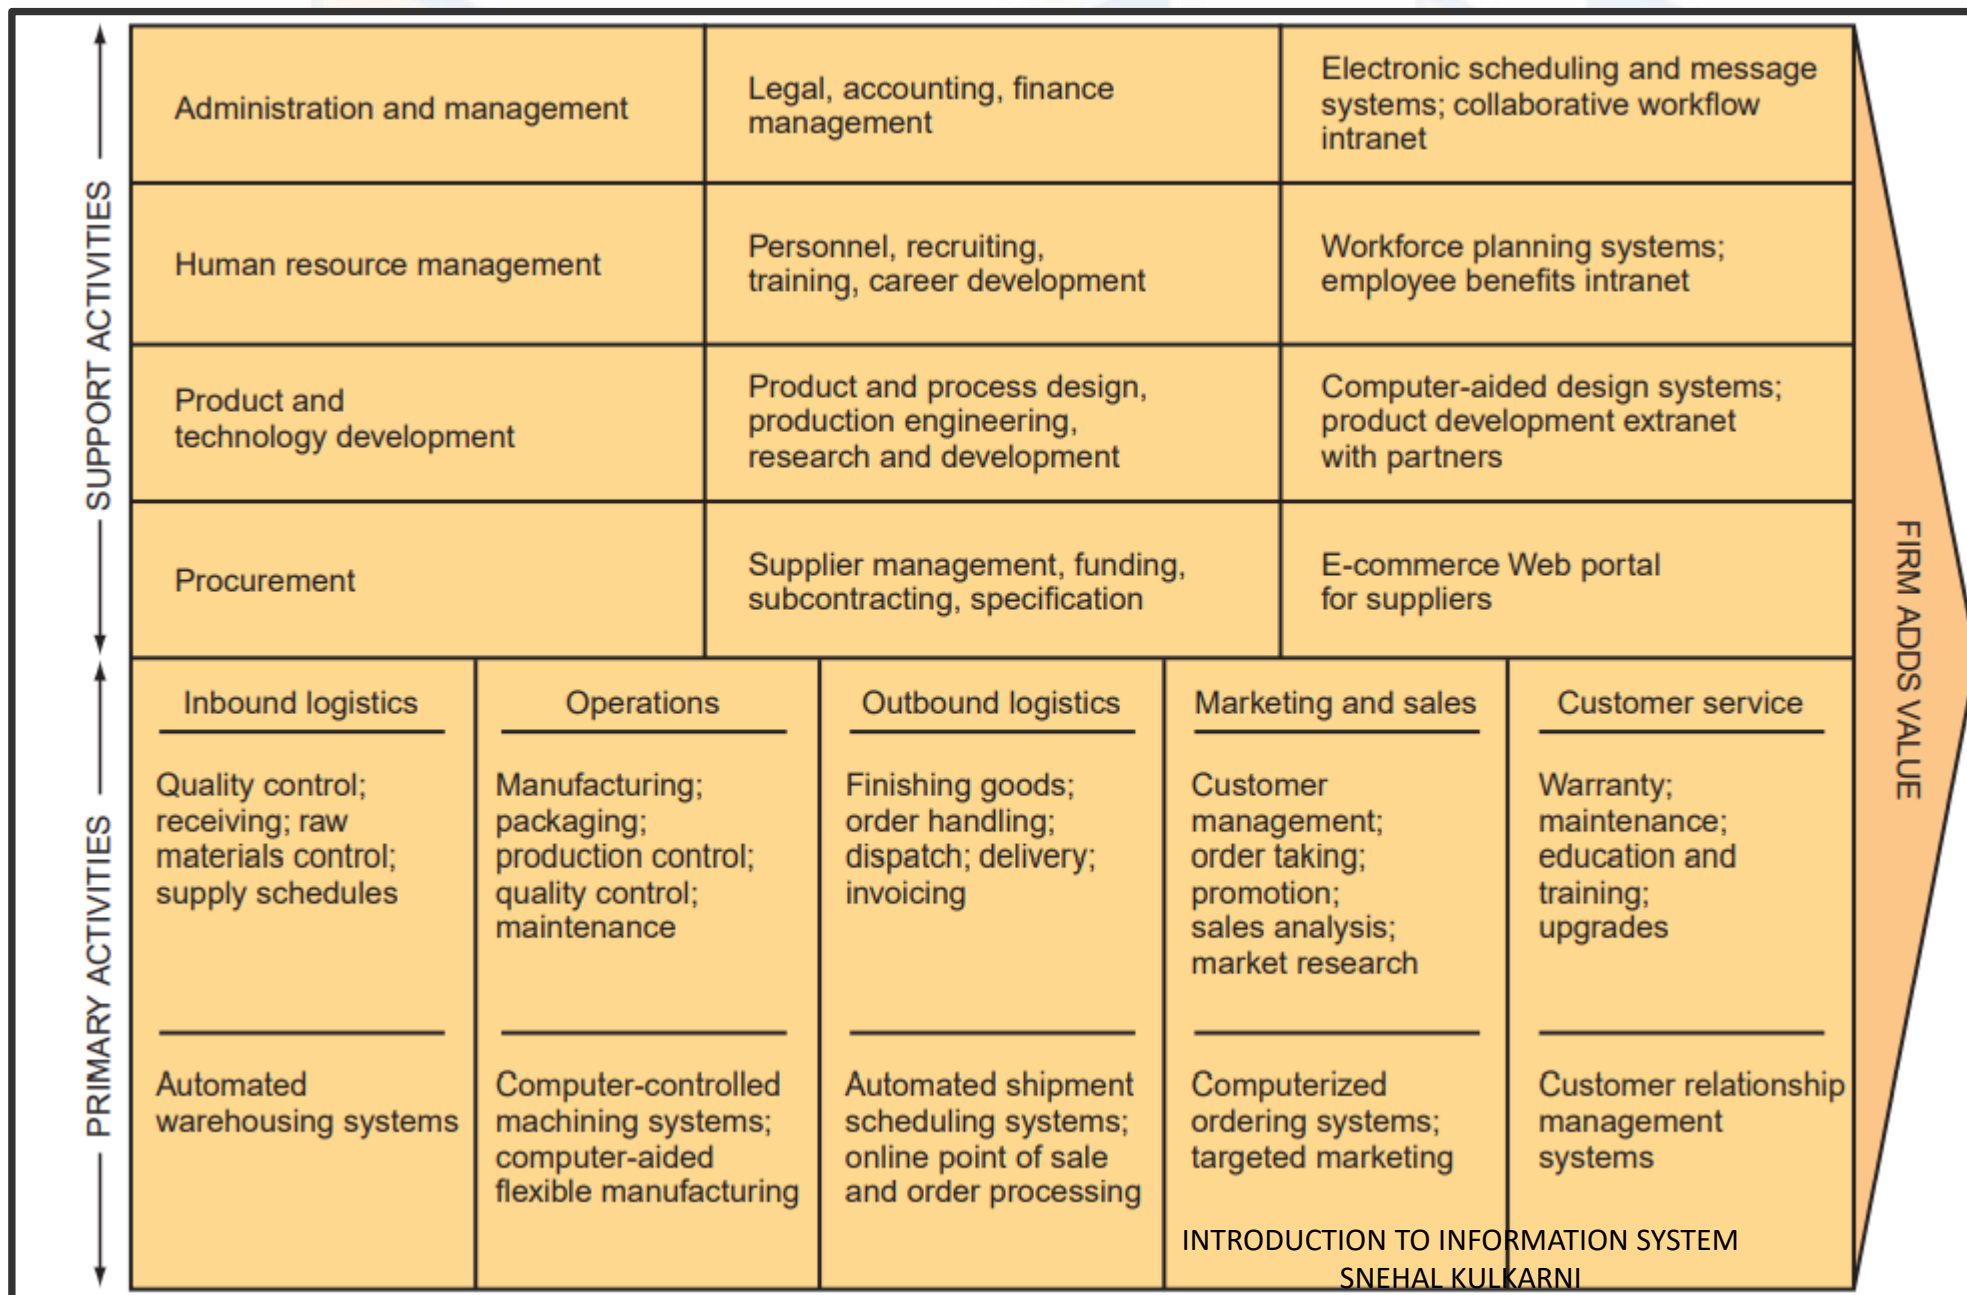 SUPPORT ACTIVITIES
Administration and management
Legal, accounting, finance
management
Electronic scheduling and message
systems; collaborative workflow
intranet
Human resource management
Personnel, recruiting,
training, career development
Workforce planning systems;
employee benefits intranet
Product and
technology development
Product and process design,
production engineering,
research and development
Computer-aided design systems;
product development extranet
with partners
Procurement
Supplier management, funding,
subcontracting, specification
E-commerce Web portal
for suppliers
PRIMARY ACTIVITIES
Inbound logistics
Quality control;
receiving; raw
materials control;
supply schedules
Automated
warehousing systems
Operations
Manufacturing;
packaging;
production control;
quality control;
maintenance
Computer-controlled
machining systems;
computer-aided
flexible manufacturing
Outbound logistics
Finishing goods;
order handling;
dispatch; delivery;
invoicing
Automated shipment
scheduling systems;
online point of sale
and order processing
Marketing and sales
Customer
management;
order taking;
promotion;
sales analysis;
market research
Computerized
ordering systems;
targeted marketing
Customer service
Warranty;
maintenance;
education and
training;
upgrades
Customer relationship
management
systems
FIRM ADDS VALUE
INTRODUCTION TO INFORMATION SYSTEM
SNEHAL KULKARNI